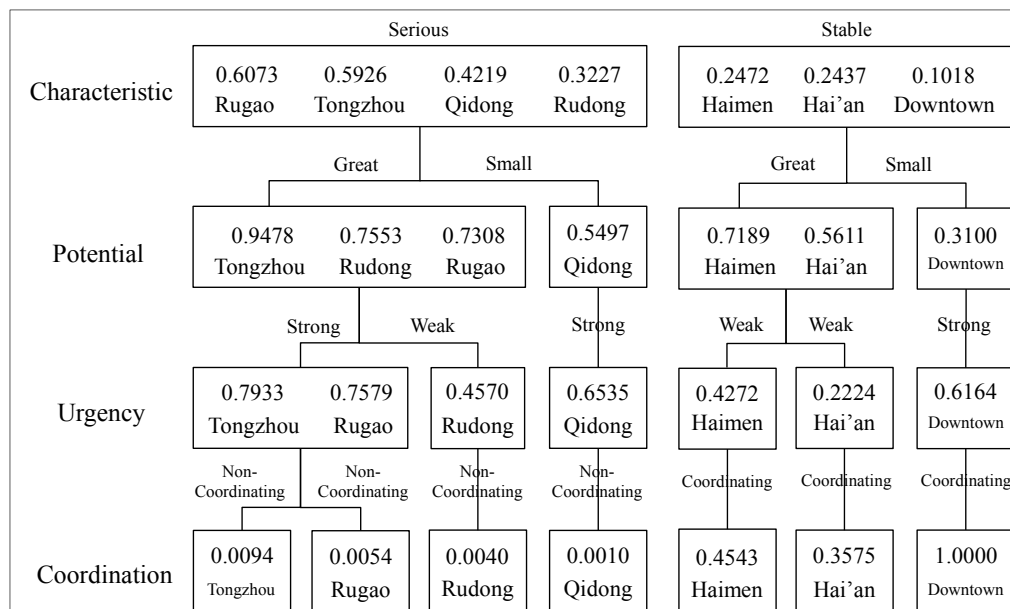 Serious Stable
Characteristic
0.6073 0.5926 0.4219 0.3227 0.2472 0.2437 0.1018
Rugao Tongzhou Qidong Rudong Haimen Hai’an Downtown
Great Small Great Small
Potential
0.9478 0.7553 0.7308 0.5497 0.7189 0.5611 0.3100
Tongzhou Rudong Rugao Qidong Haimen Hai’an Downtown
Strong Weak Strong Weak Weak Strong
Urgency
0.7933 0.7579 0.4570 0.6535 0.4272 0.2224 0.6164
Tongzhou Rugao Rudong Qidong Haimen Hai’an Downtown
Non- Non- Non- Non-
Coordinating Coordinating Coordinating Coordinating Coordinating Coordinating Coordinating
Coordination
0.0094 0.0054 0.0040 0.0010 0.4543 0.3575 1.0000
Tongzhou Rugao Rudong Qidong Haimen Hai’an Downtown